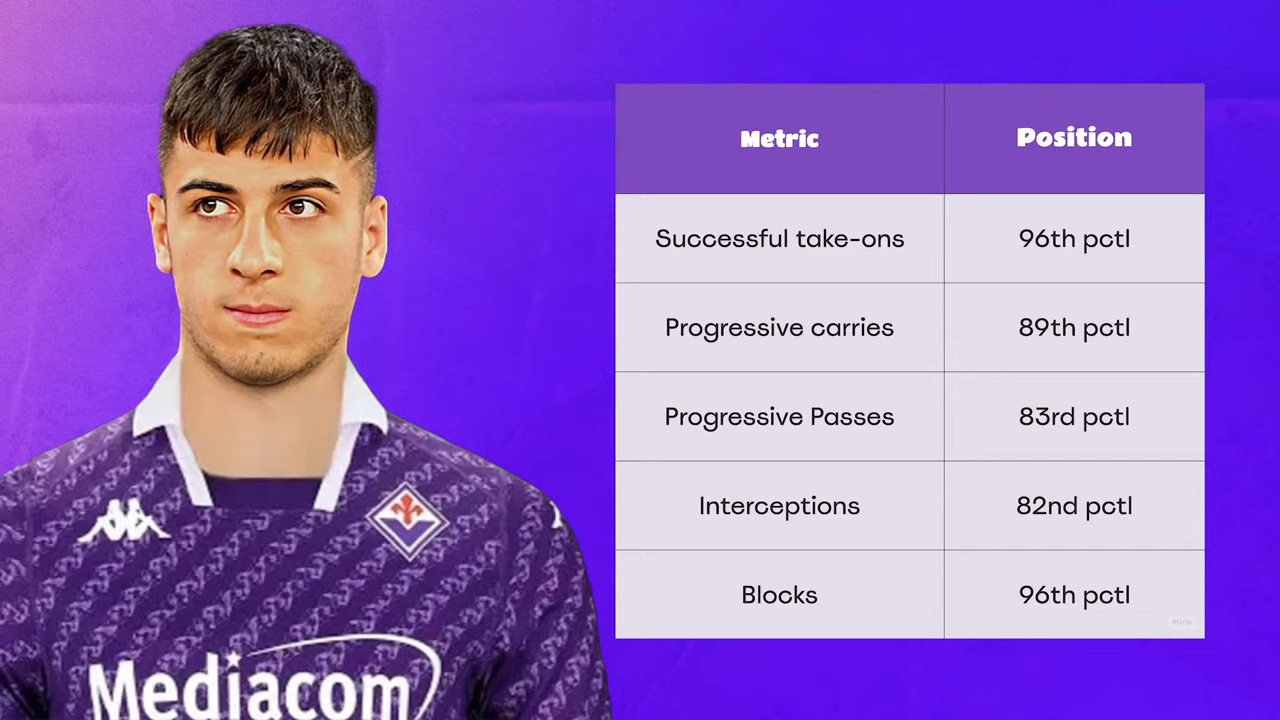 Metric Position
Successful take-ons 96th pctl
Progressive carries 89th pctl
Progressive Passes 83rd pctl
Interceptions 82nd pctl
Blocks 96th pctl
miro
Mediacom